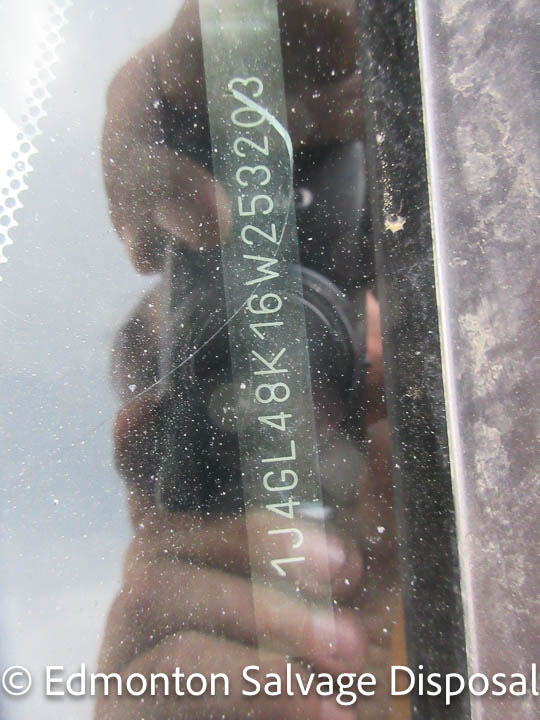 1J4GL48K16W253203
© Edmonton Salvage Disposal